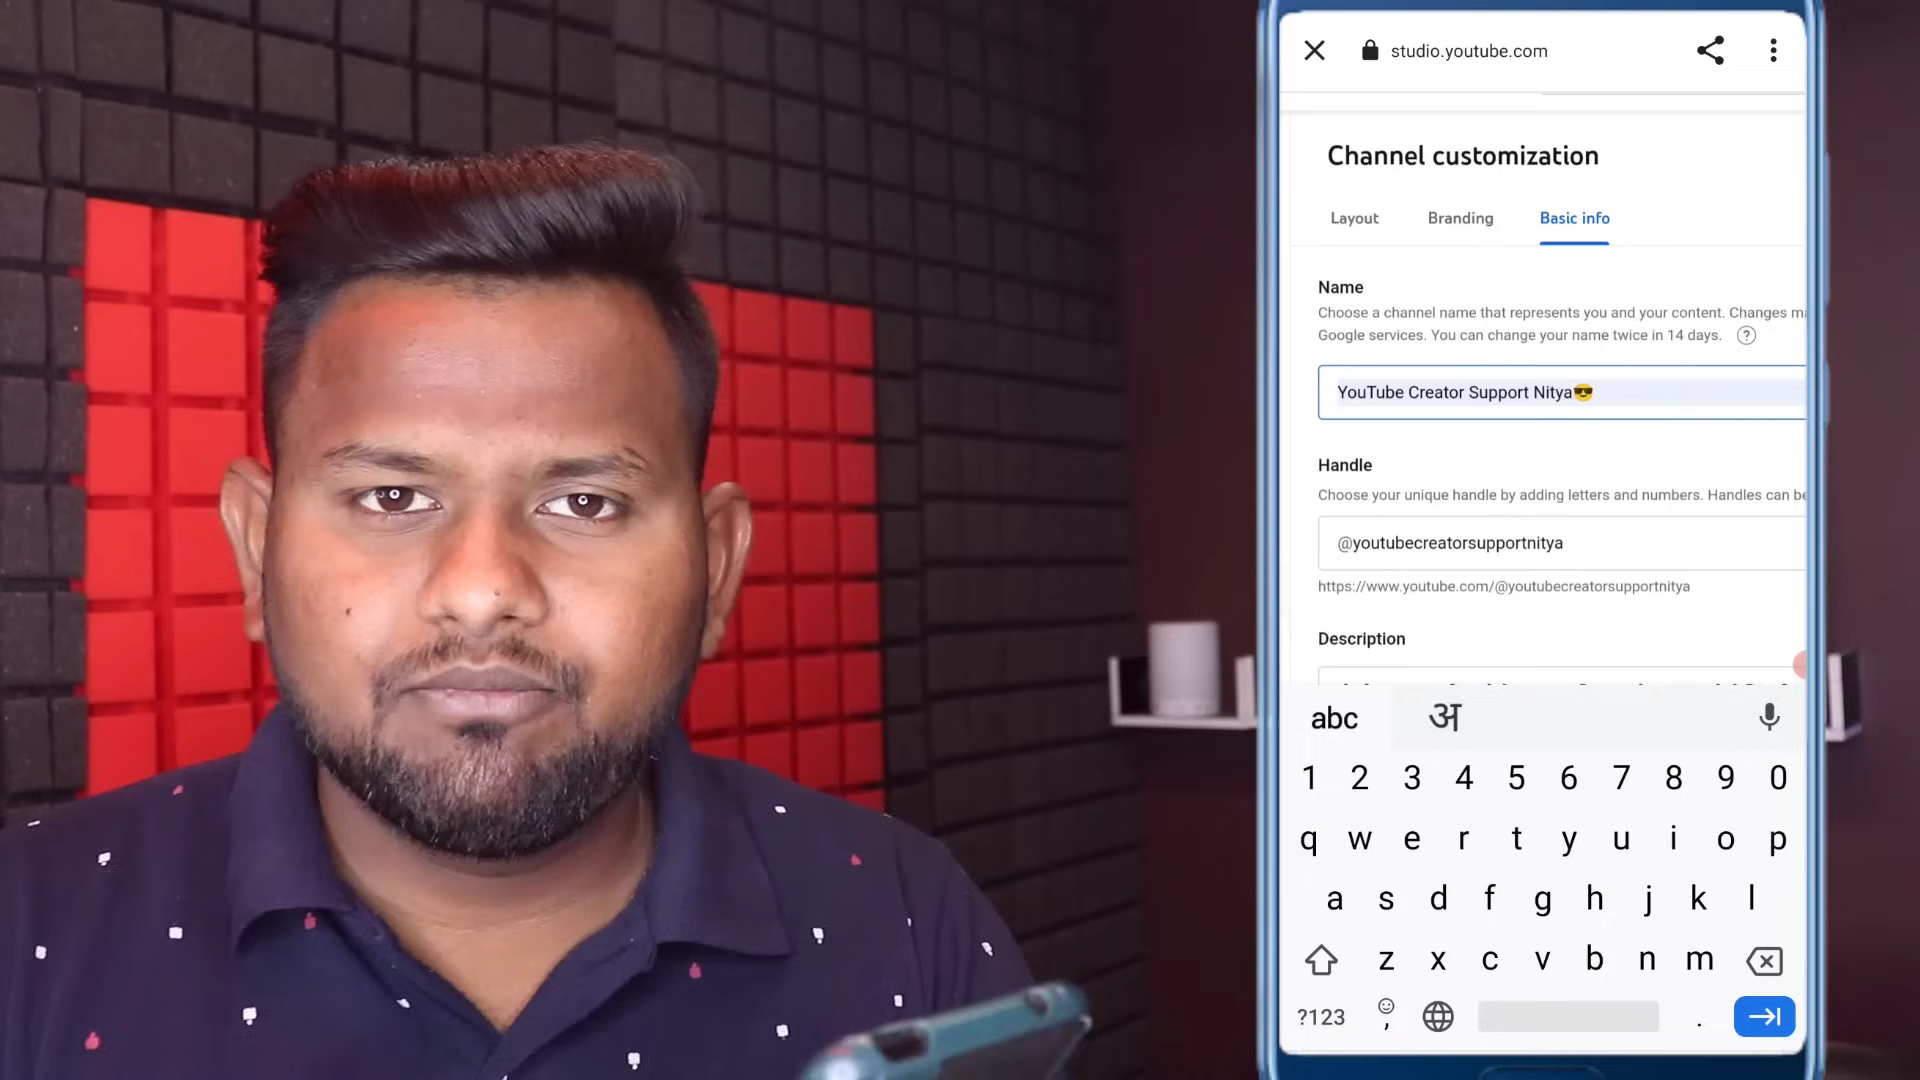 studio.youtube.com
Channel customization
Layout Branding Basic info
Name
Choose a channel name that represents you and your content. Changes
Google services. You can change your name twice in 14 days. ?
YouTube Creator Support Nitya😎
Handle
Choose your unique handle by adding letters and numbers. Handles can be
@youtubecreatorsupportnitya
https://www.youtube.com/@youtubecreatorsupportnitya
Description
abc अ
1 2 3 4 5 6 7 8 9 0
q w e r t y u i o p
a s d f g h j k l
z x c v b n m
?123 , .